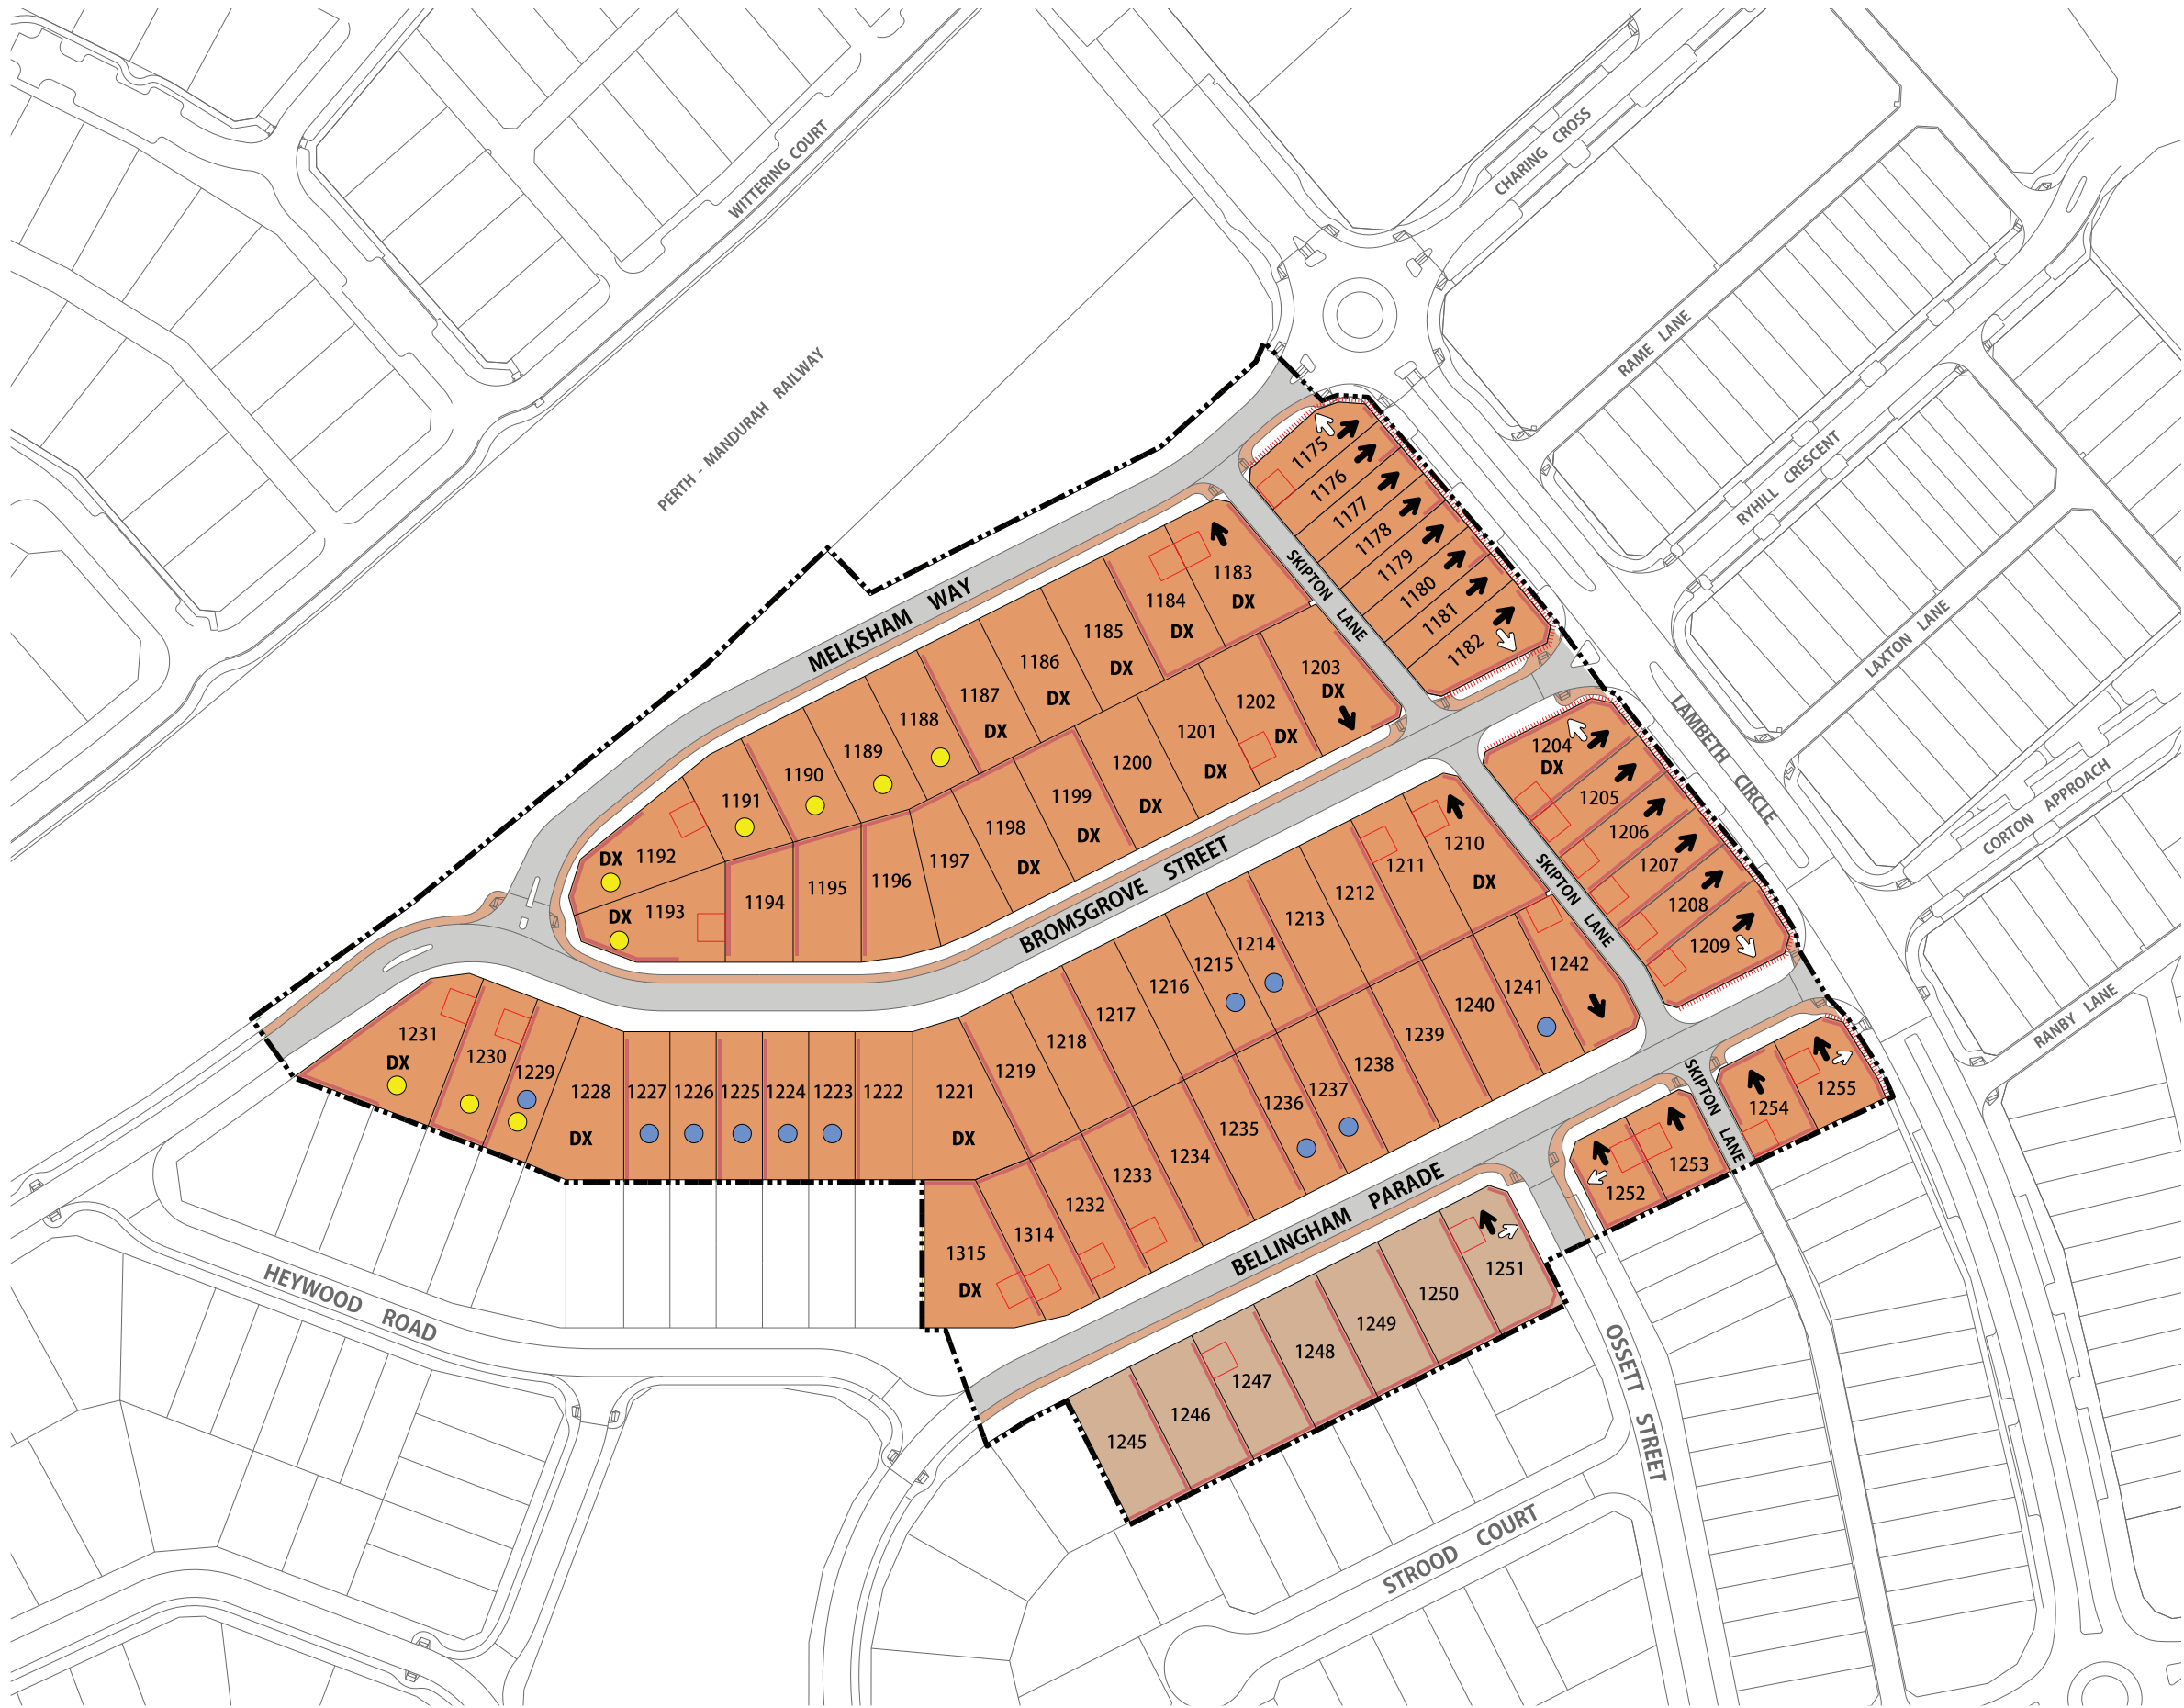 WITTERING COURT
CHARING CROSS
PERTH - MANDURAH RAILWAY
RAME LANE
RYHILL CRESCENT
LAXTON LANE
LAMBETH CIRCLE
CORTON APPROACH
RANBY LANE
MELKSHAM WAY
SKIPTON LANE
1175
1176
1177
1178
1179
1180
1181
1182
1183
DX
1184
DX
1185
DX
1186
DX
1187
DX
1188
1189
1190
1191
DX 1192
DX 1193
1194
1195
1196
1197
1198
DX
1199
DX
1200
DX
1201
DX
1202
DX
1203
DX
1204
DX
1205
1206
1207
1208
1209
SKIPTON LANE
BROMSGROVE STREET
1210
DX
1211
1212
1213
1214
1215
1216
1217
1218
1219
1221
DX
1222
1223
1224
1225
1226
1227
1228
DX
1229
1230
1231
DX
1232
1233
1234
1235
1236
1237
1238
1239
1240
1241
1242
1314
1315
DX
SKIPTON LANE
1252
1253
1254
1255
BELLINGHAM PARADE
1245
1246
1247
1248
1249
1250
1251
HEYWOOD ROAD
OSSETT STREET
STROOD COURT